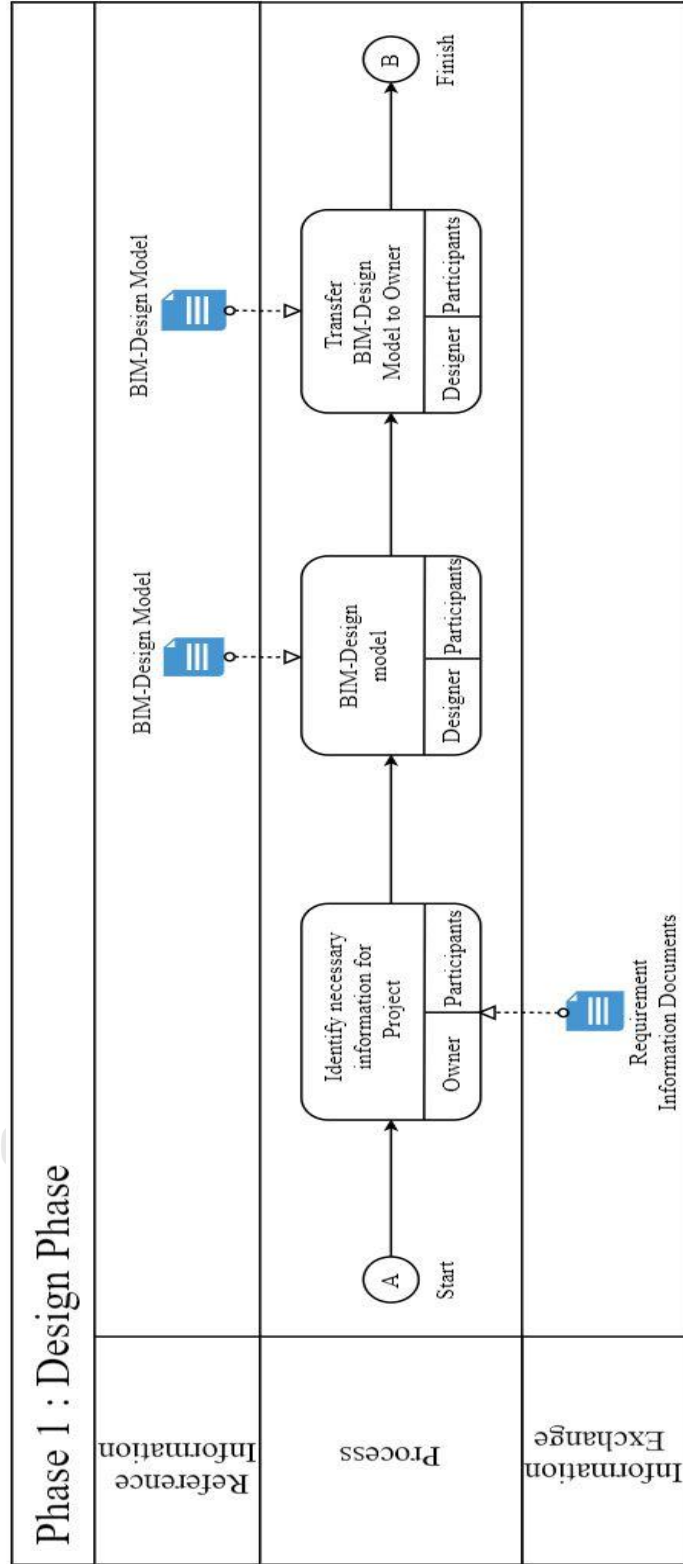 Phase 1 : Design Phase
Reference
Information
BIM-Design Model
BIM-Design Model
Process
A
Start
Identify necessary
information for
Project
Owner
Participants
BIM-Design
model
Designer
Participants
Transfer
BIM-Design
Model to Owner
Designer
Participants
B
Finish
Information
Exchange
Requirement
Information Documents